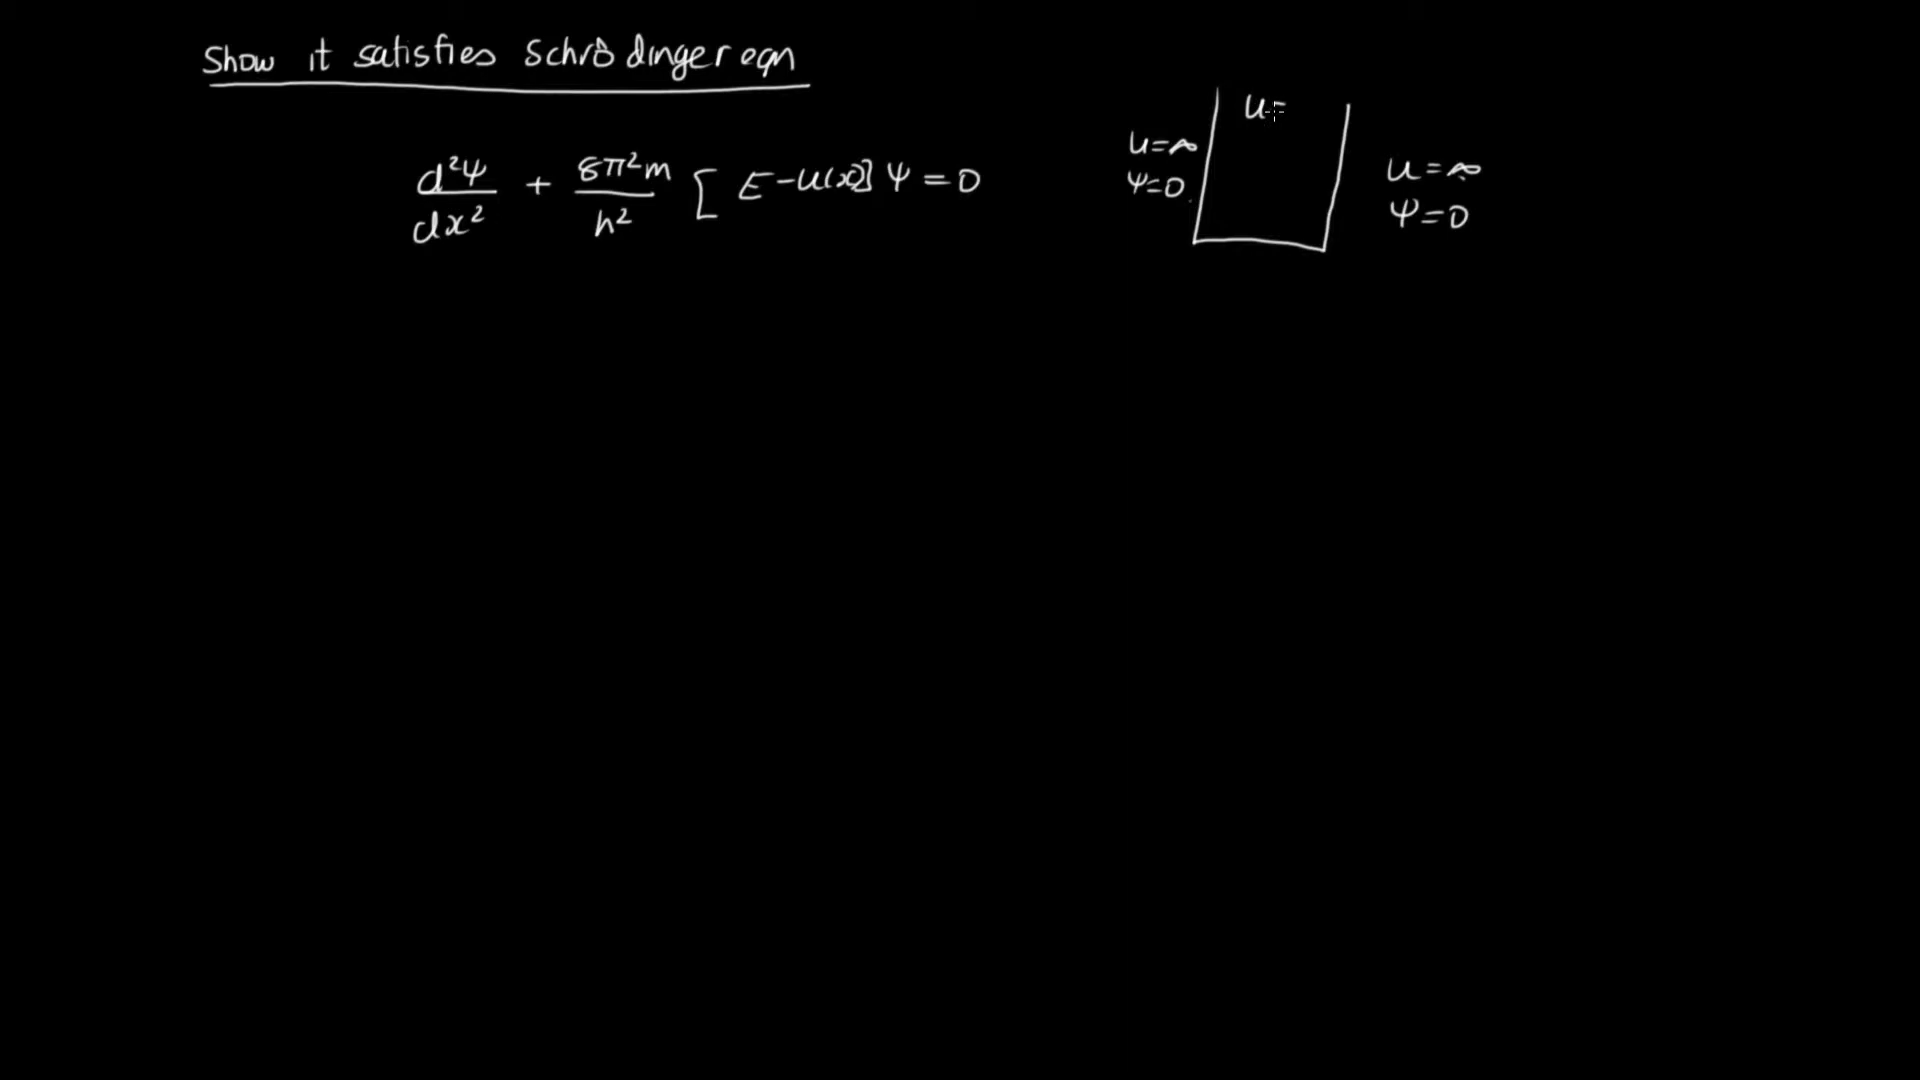 Show it satisfies Schrödinger eqn
d²ψ/dx² + 8π²m/h² [E-U(x)] ψ = 0
U=
U=∞
ψ=0
U=∞
ψ=0